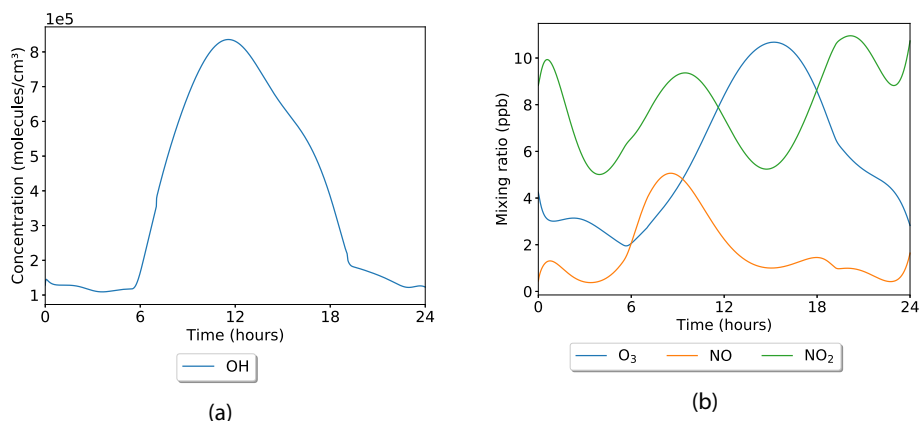 1e5
8
7
6
5
4
3
2
1
Concentration (molecules/cm³)
0 6 12 18 24
Time (hours)
OH
(a)
10
8
6
4
2
0
Mixing ratio (ppb)
0 6 12 18 24
Time (hours)
O₃ NO NO₂
(b)